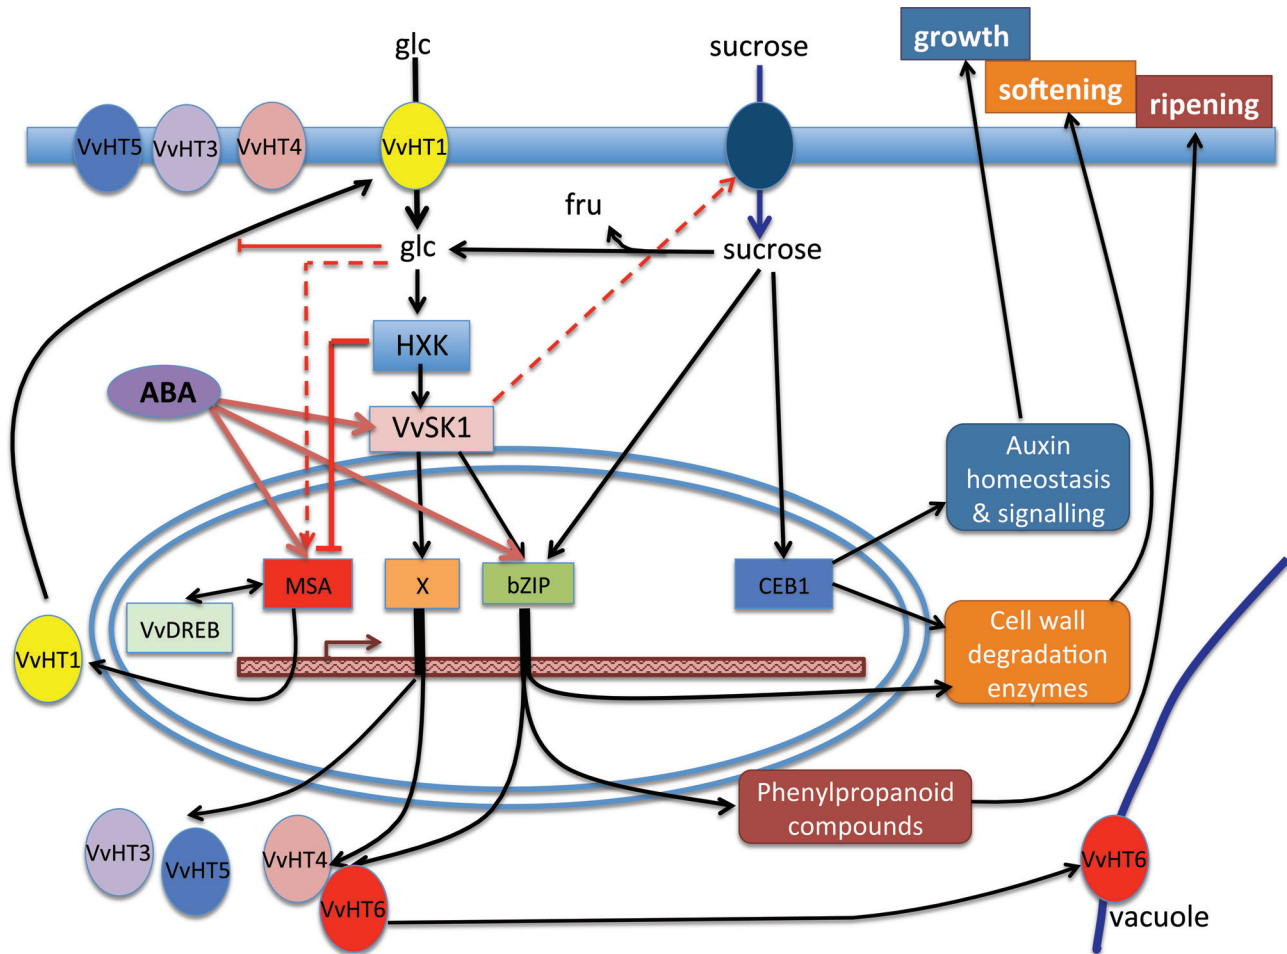 glc
sucrose
growth
softening
ripening
VvHT5
VvHT3
VvHT4
VvHT1
fru
glc
sucrose
HXK
ABA
VvSK1
Auxin
homeostasis
& signalling
MSA
X
bZIP
CEB1
VvDREB
VvHT1
Cell wall
degradation
enzymes
Phenylpropanoid
compounds
VvHT3
VvHT5
VvHT4
VvHT6
VvHT6
vacuole